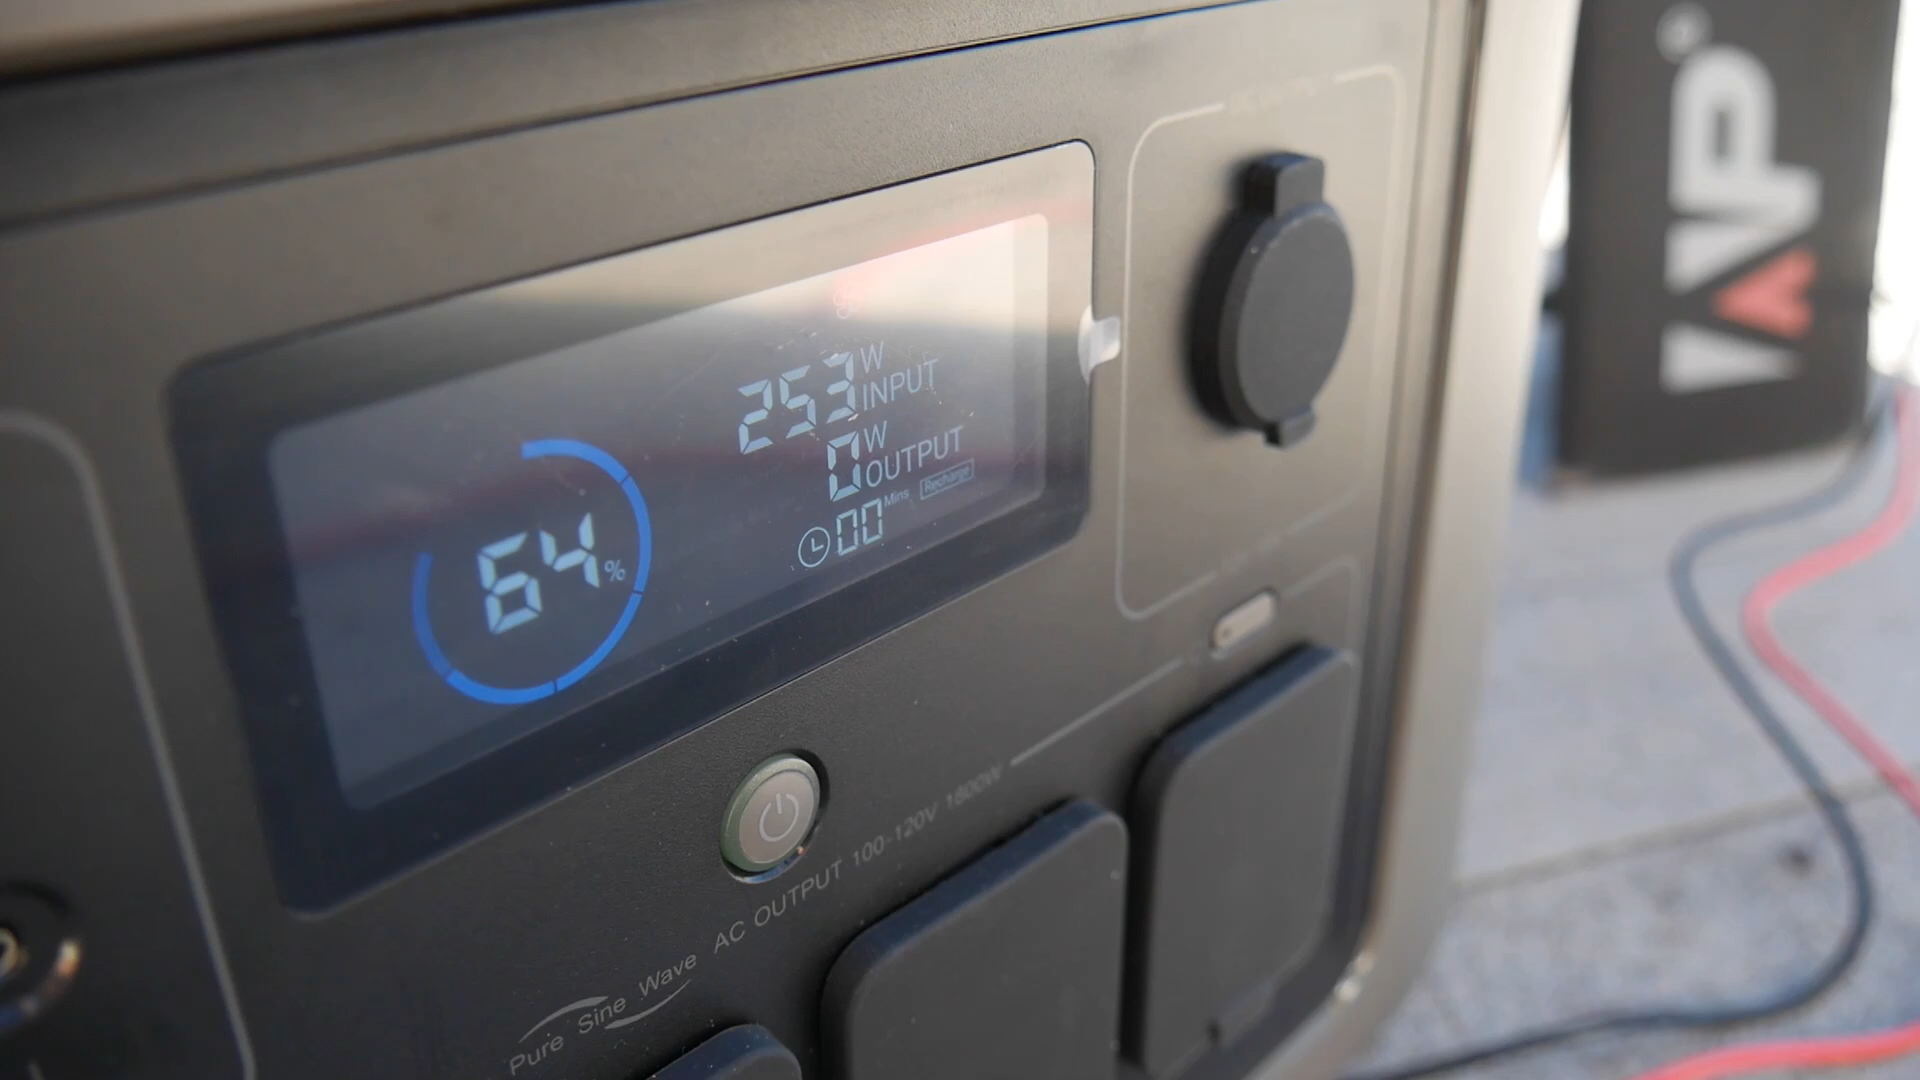 253 W INPUT
0 W OUTPUT
00 Mins Recharge
64%
AC OUTPUT 100-120V 1800W
Pure Sine Wave